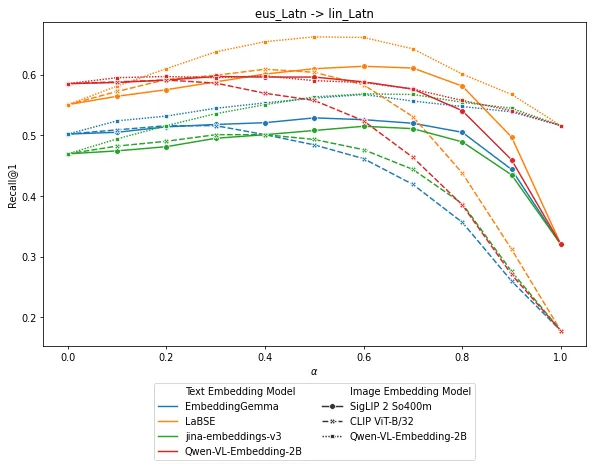 eus_Latn -> lin_Latn
Recall@1
0.6
0.5
0.4
0.3
0.2
0.0
0.2
0.4
0.6
0.8
1.0
α
Text Embedding Model
EmbeddingGemma
LaBSE
jina-embeddings-v3
Qwen-VL-Embedding-2B
Image Embedding Model
SigLIP 2 So400m
CLIP ViT-B/32
Qwen-VL-Embedding-2B